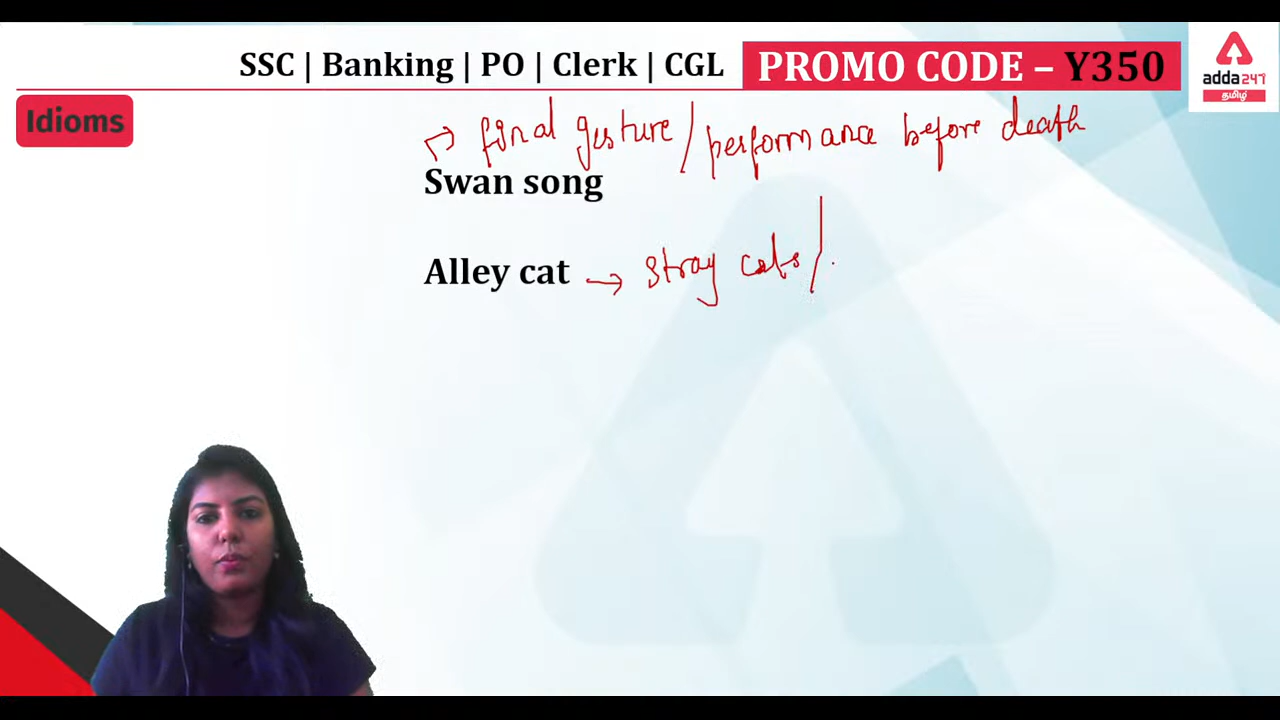 SSC | Banking | PO | Clerk | CGL PROMO CODE – Y350
adda247
தமிழ்
Idioms
→ final gesture / performance before death
Swan song
Alley cat → stray cats /